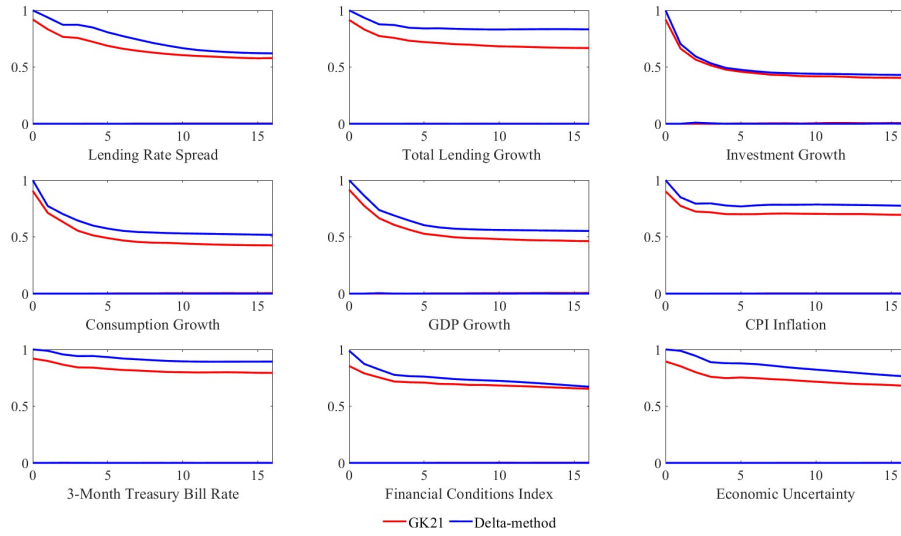 1
0.5
0
0 5 10 15
Lending Rate Spread
1
0.5
0
0 5 10 15
Total Lending Growth
1
0.5
0
0 5 10 15
Investment Growth
1
0.5
0
0 5 10 15
Consumption Growth
1
0.5
0
0 5 10 15
GDP Growth
1
0.5
0
0 5 10 15
CPI Inflation
1
0.5
0
0 5 10 15
3-Month Treasury Bill Rate
1
0.5
0
0 5 10 15
Financial Conditions Index
1
0.5
0
0 5 10 15
Economic Uncertainty
GK21 Delta-method